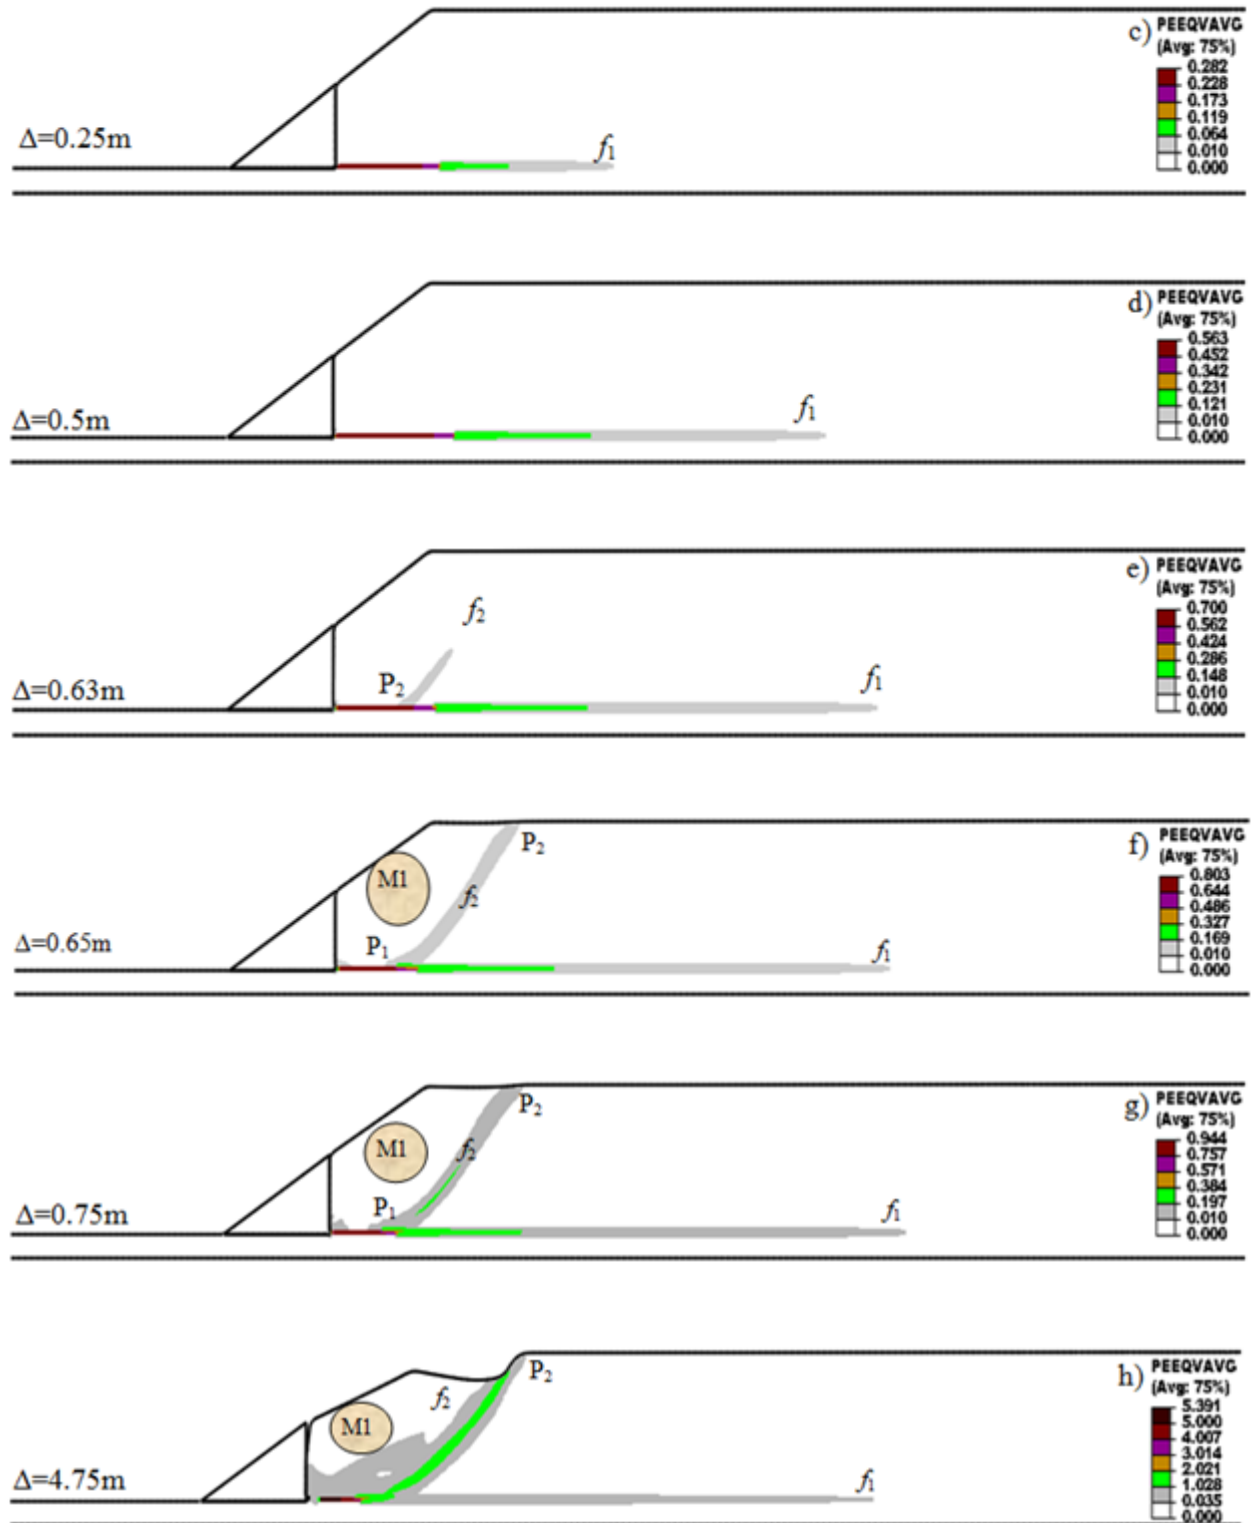 c) PEEQVAVG
(Avg: 75%)
0.282
0.228
0.173
0.119
0.064
0.010
0.000
Δ=0.25m
f1
d) PEEQVAVG
(Avg: 75%)
0.563
0.452
0.342
0.231
0.121
0.010
0.000
Δ=0.5m
f1
e) PEEQVAVG
(Avg: 75%)
0.700
0.562
0.424
0.286
0.148
0.010
0.000
f2
P2
Δ=0.63m
f1
f) PEEQVAVG
(Avg: 75%)
0.803
0.644
0.486
0.327
0.169
0.010
0.000
P2
M1
f2
P1
Δ=0.65m
f1
g) PEEQVAVG
(Avg: 75%)
0.944
0.757
0.571
0.384
0.197
0.010
0.000
P2
M1
f2
P1
Δ=0.75m
f1
h) PEEQVAVG
(Avg: 75%)
5.391
5.000
4.007
3.014
2.021
1.028
0.035
0.000
P2
f2
M1
Δ=4.75m
f1